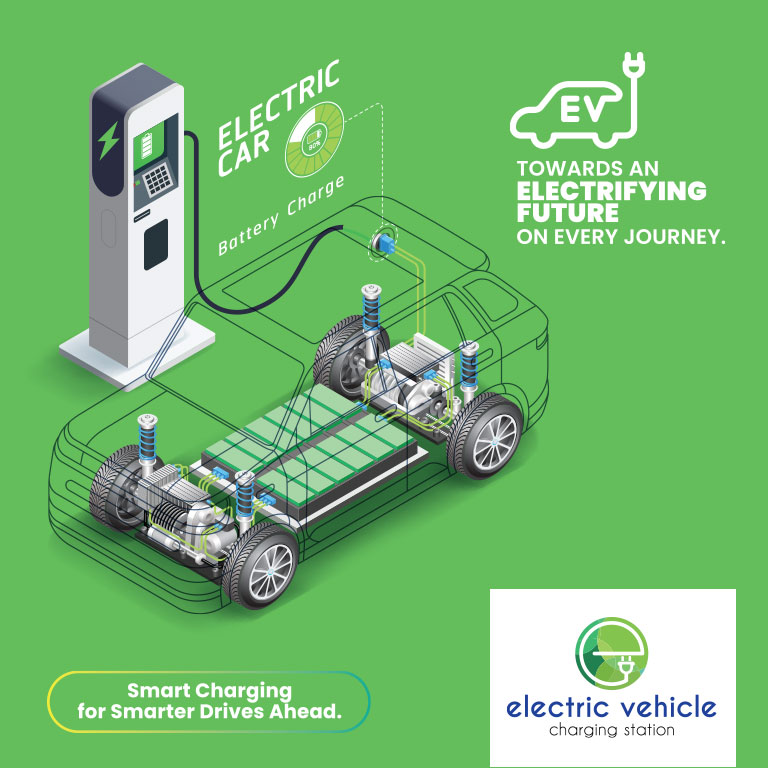 ELECTRIC
CAR
80%
Battery Charge
EV
TOWARDS AN
ELECTRIFYING
FUTURE
ON EVERY JOURNEY.
Smart Charging
for Smarter Drives Ahead.
electric vehicle
charging station